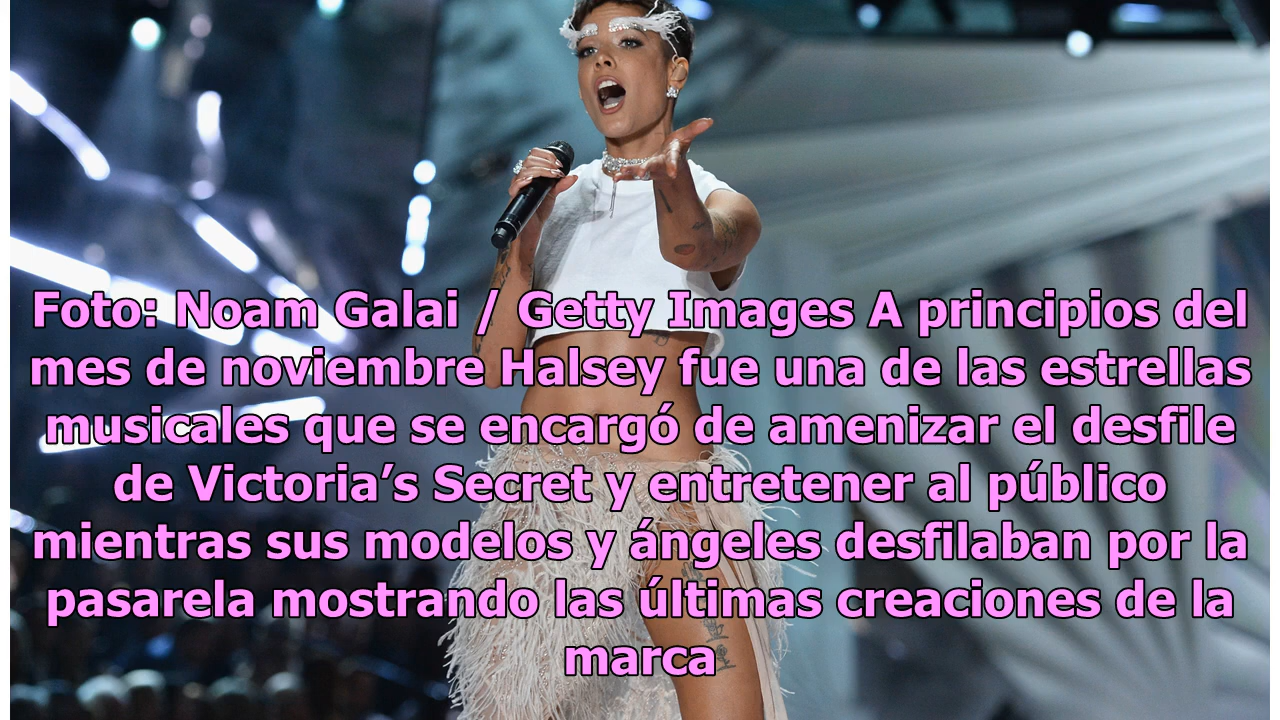 Foto: Noam Galai / Getty Images A principios del
mes de noviembre Halsey fue una de las estrellas
musicales que se encargó de amenizar el desfile
de Victoria’s Secret y entretener al público
mientras sus modelos y ángeles desfilaban por la
pasarela mostrando las últimas creaciones de la
marca